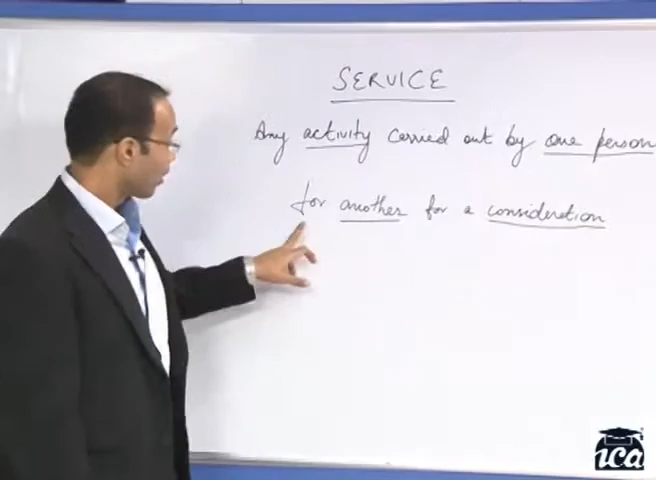 SERVICE
Any activity carried out by one person
for another for a consideration
ica